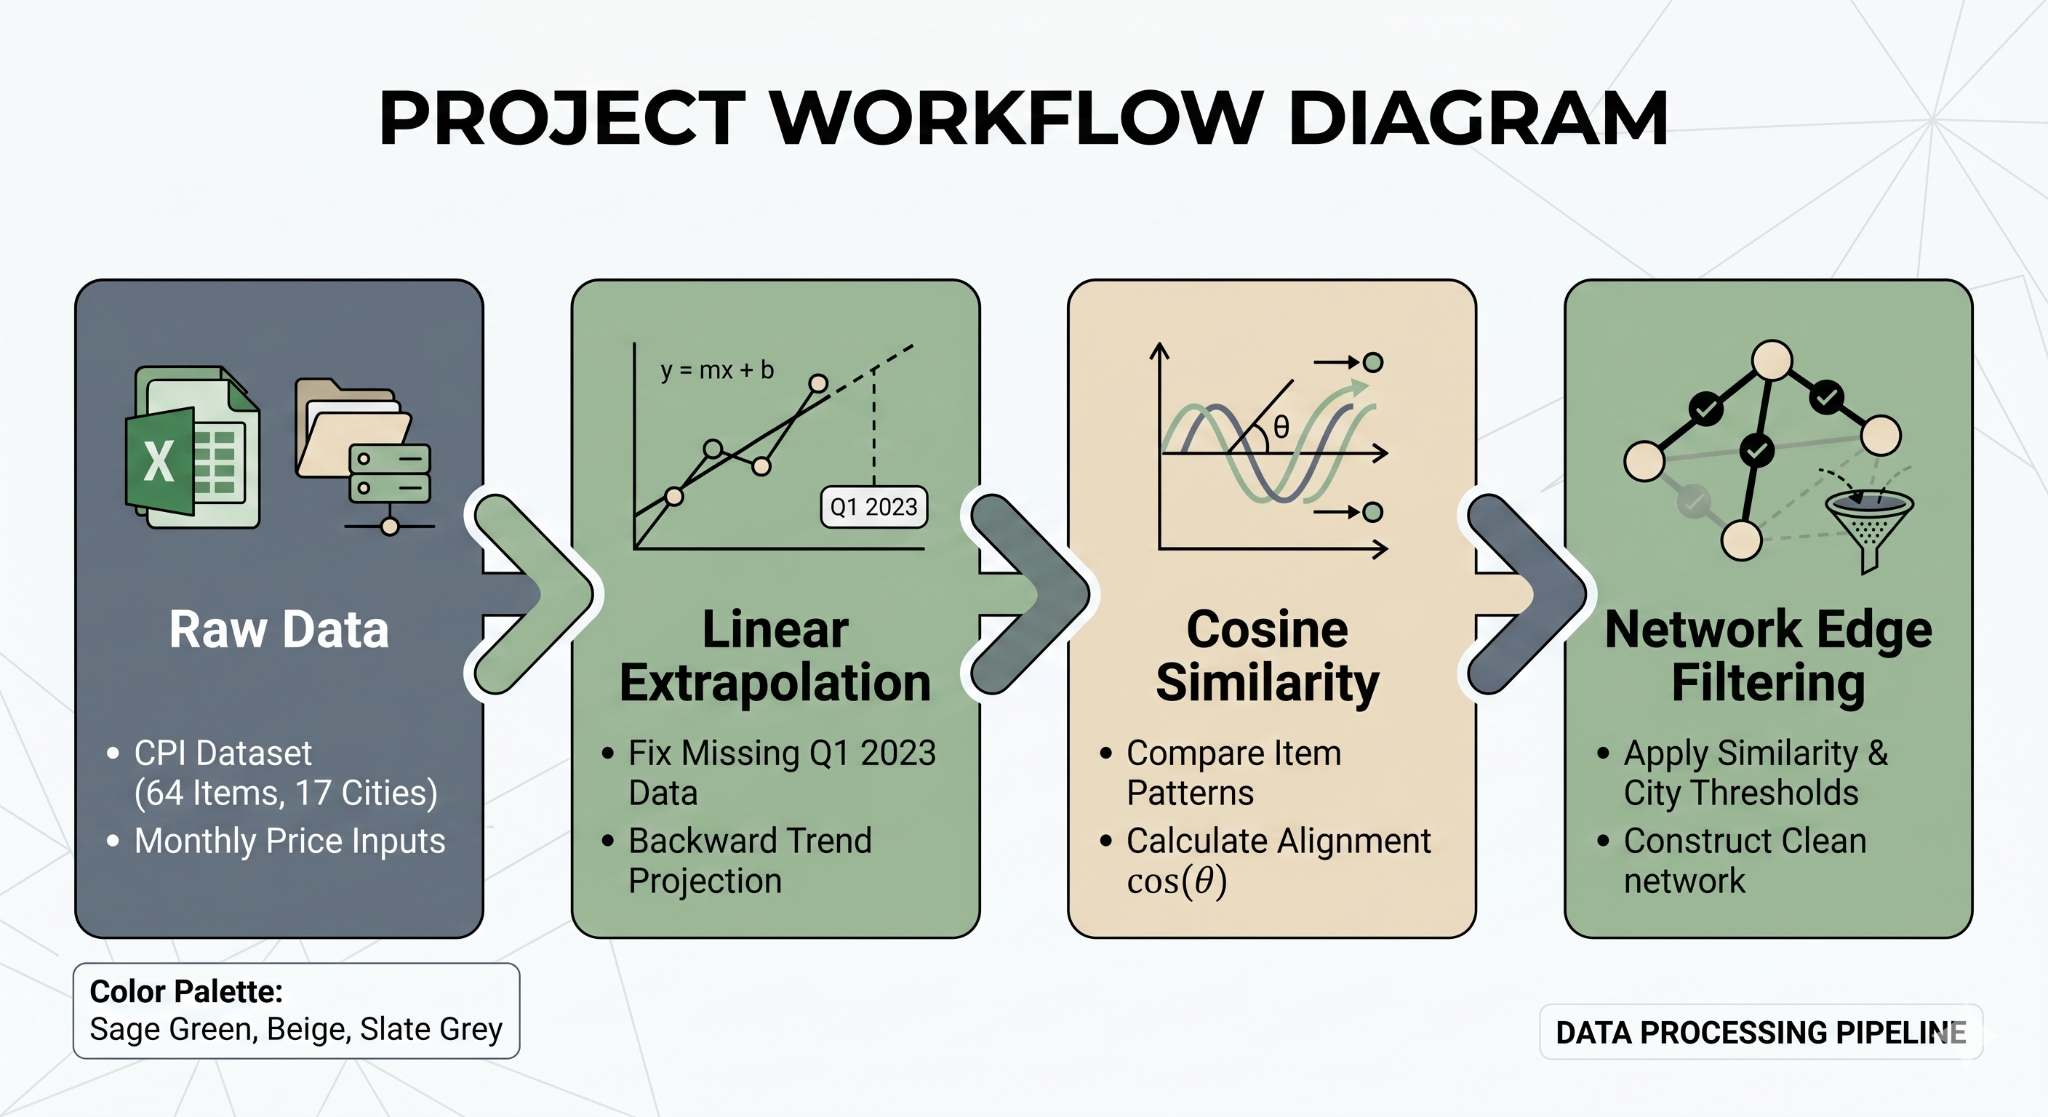 PROJECT WORKFLOW DIAGRAM
X
Raw Data
• CPI Dataset
(64 Items, 17 Cities)
• Monthly Price Inputs
y = mx + b
Q1 2023
Linear
Extrapolation
• Fix Missing Q1 2023
Data
• Backward Trend
Projection
θ
Cosine
Similarity
• Compare Item
Patterns
• Calculate Alignment
cos(θ)
Network Edge
Filtering
• Apply Similarity &
City Thresholds
• Construct Clean
network
Color Palette:
Sage Green, Beige, Slate Grey
DATA PROCESSING PIPELINE